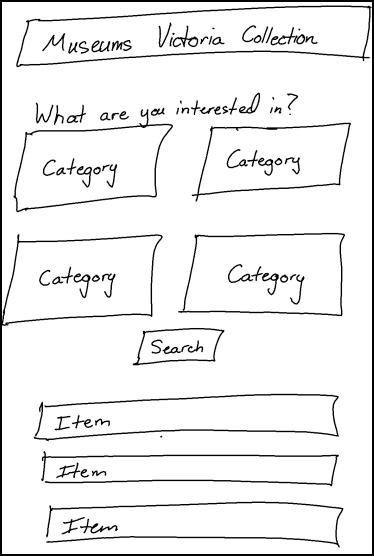 Museums Victoria Collection
What are you interested in?
Category Category
Category Category
Search
Item
Item
Item